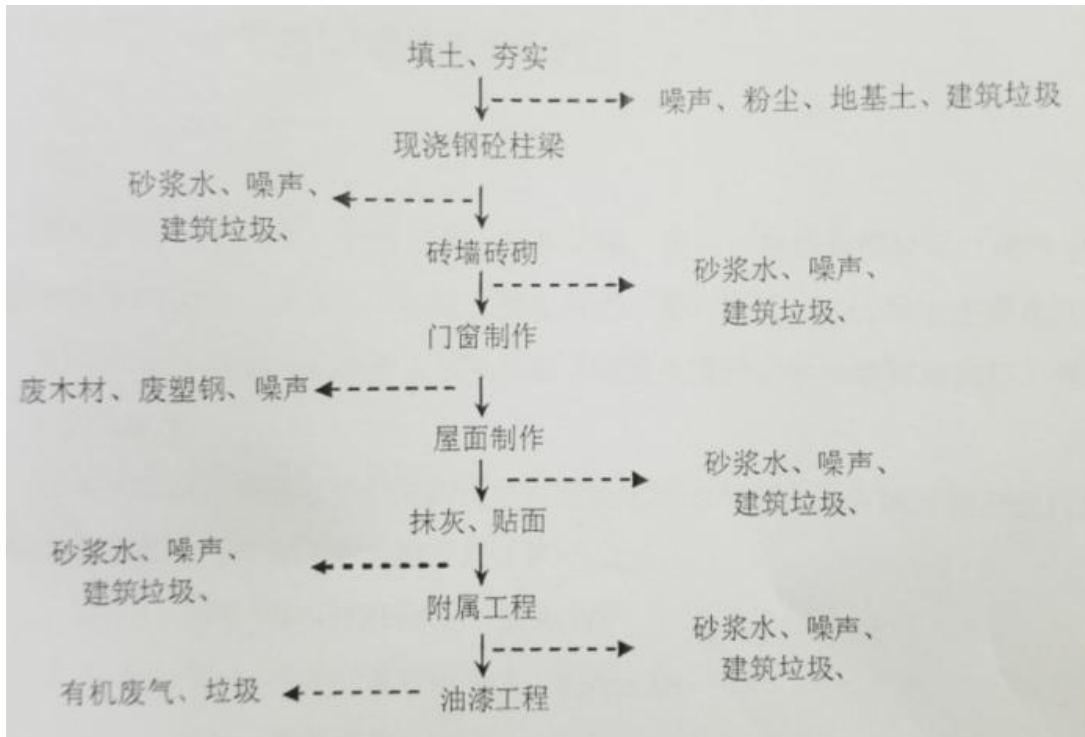 填土、夯实
噪声、粉尘、地基土、建筑垃圾
现浇钢砼柱梁
砂浆水、噪声、
建筑垃圾、
砖墙砖砌
砂浆水、噪声、
建筑垃圾、
门窗制作
废木材、废塑钢、噪声
屋面制作
砂浆水、噪声、
建筑垃圾、
抹灰、贴面
砂浆水、噪声、
建筑垃圾、
附属工程
砂浆水、噪声、
建筑垃圾、
有机废气、垃圾
油漆工程